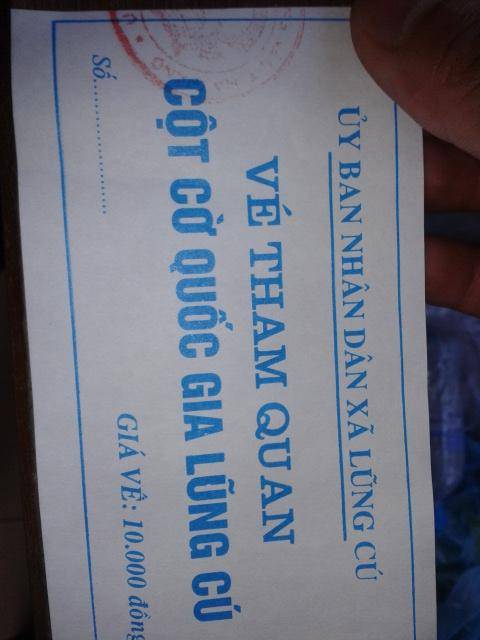 ỦY BAN NHÂN DÂN XÃ LŨNG CÚ
VÉ THAM QUAN
CỘT CỜ QUỐC GIA LŨNG CÚ
GIÁ VÊ: 10.000 đồng
Số....................